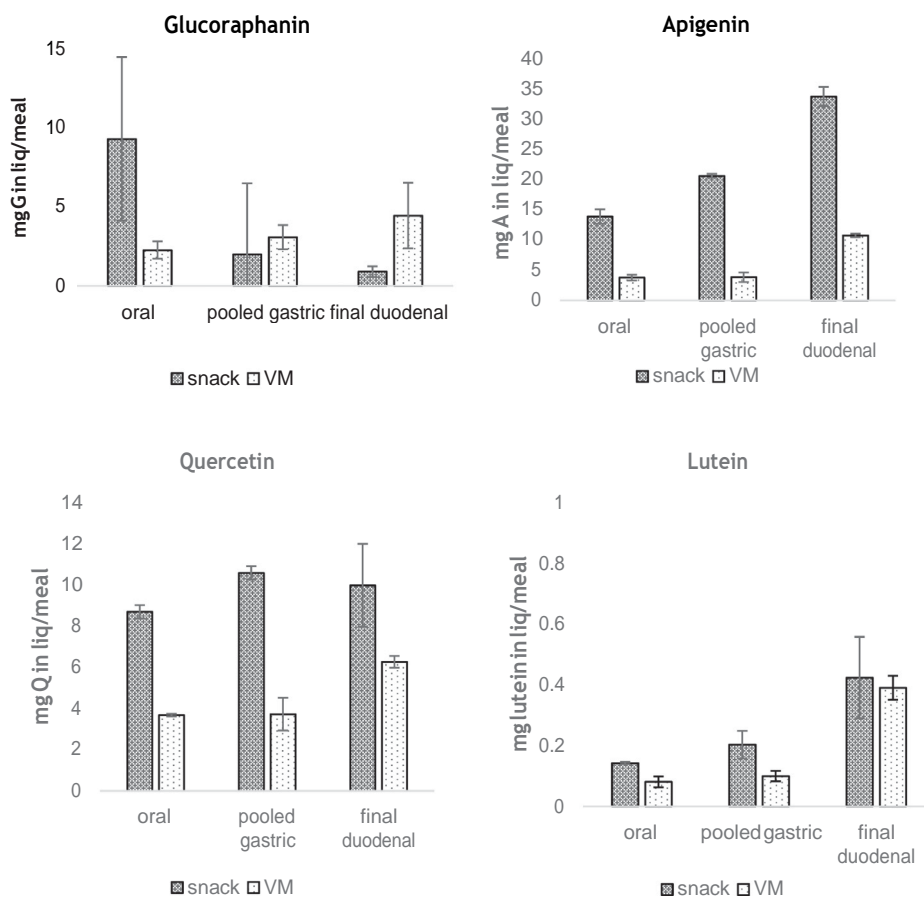 Glucoraphanin
15
10
5
0
mgG in liq/meal
oral
pooled gastric final duodenal
snack VM
Apigenin
40
35
30
25
20
15
10
5
0
mg A in liq/meal
oral
pooled
gastric
final
duodenal
snack VM
Quercetin
14
12
10
8
6
4
2
0
mg Q in liq/meal
oral
pooled
gastric
final
duodenal
snack VM
Lutein
1
0.8
0.6
0.4
0.2
0
mg lutein in liq/meal
oral
pooled gastric
final
duodenal
snack VM